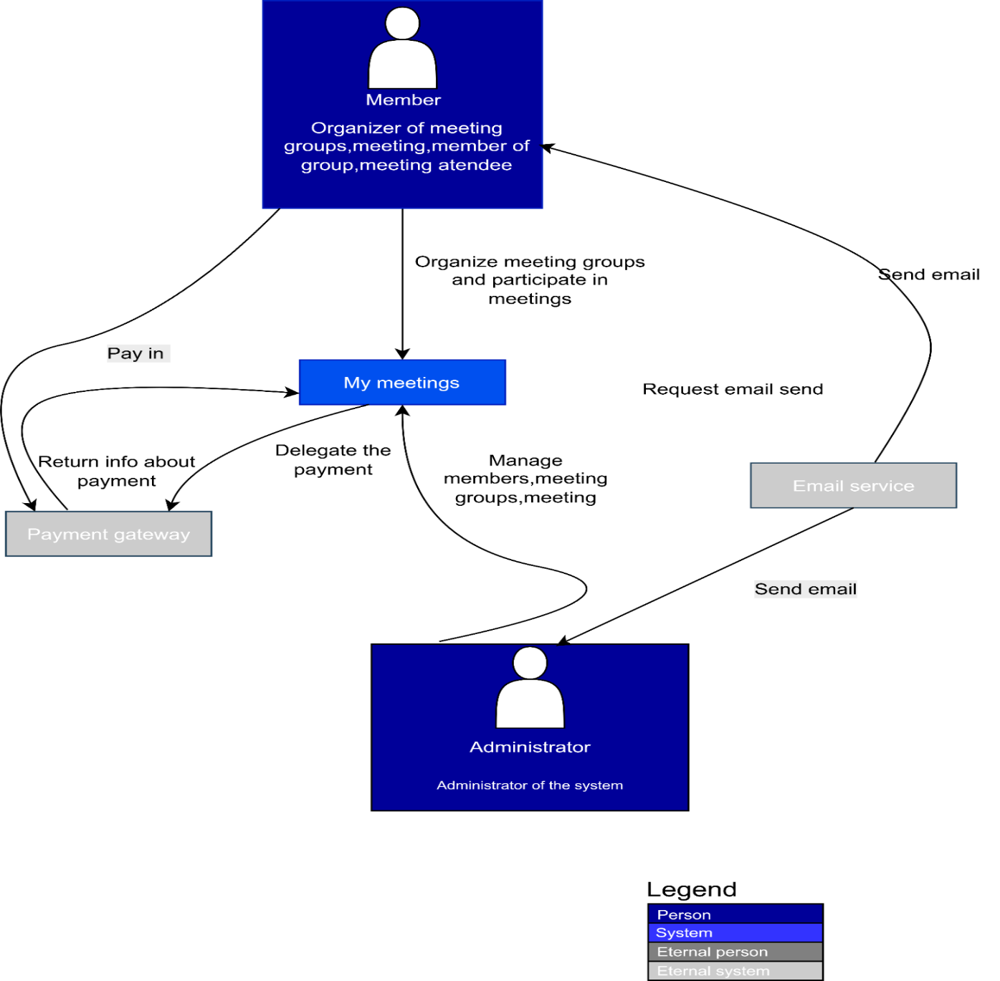 Member
Organizer of meeting
groups,meeting,member of
group,meeting atendee
Organize meeting groups
and participate in
meetings
Send email
Pay in
My meetings
Request email send
Return info about
payment
Delegate the
payment
Manage
members,meeting
groups,meeting
Email service
Payment gateway
Send email
Administrator
Administrator of the system
Legend
Person
System
Eternal person
Eternal system